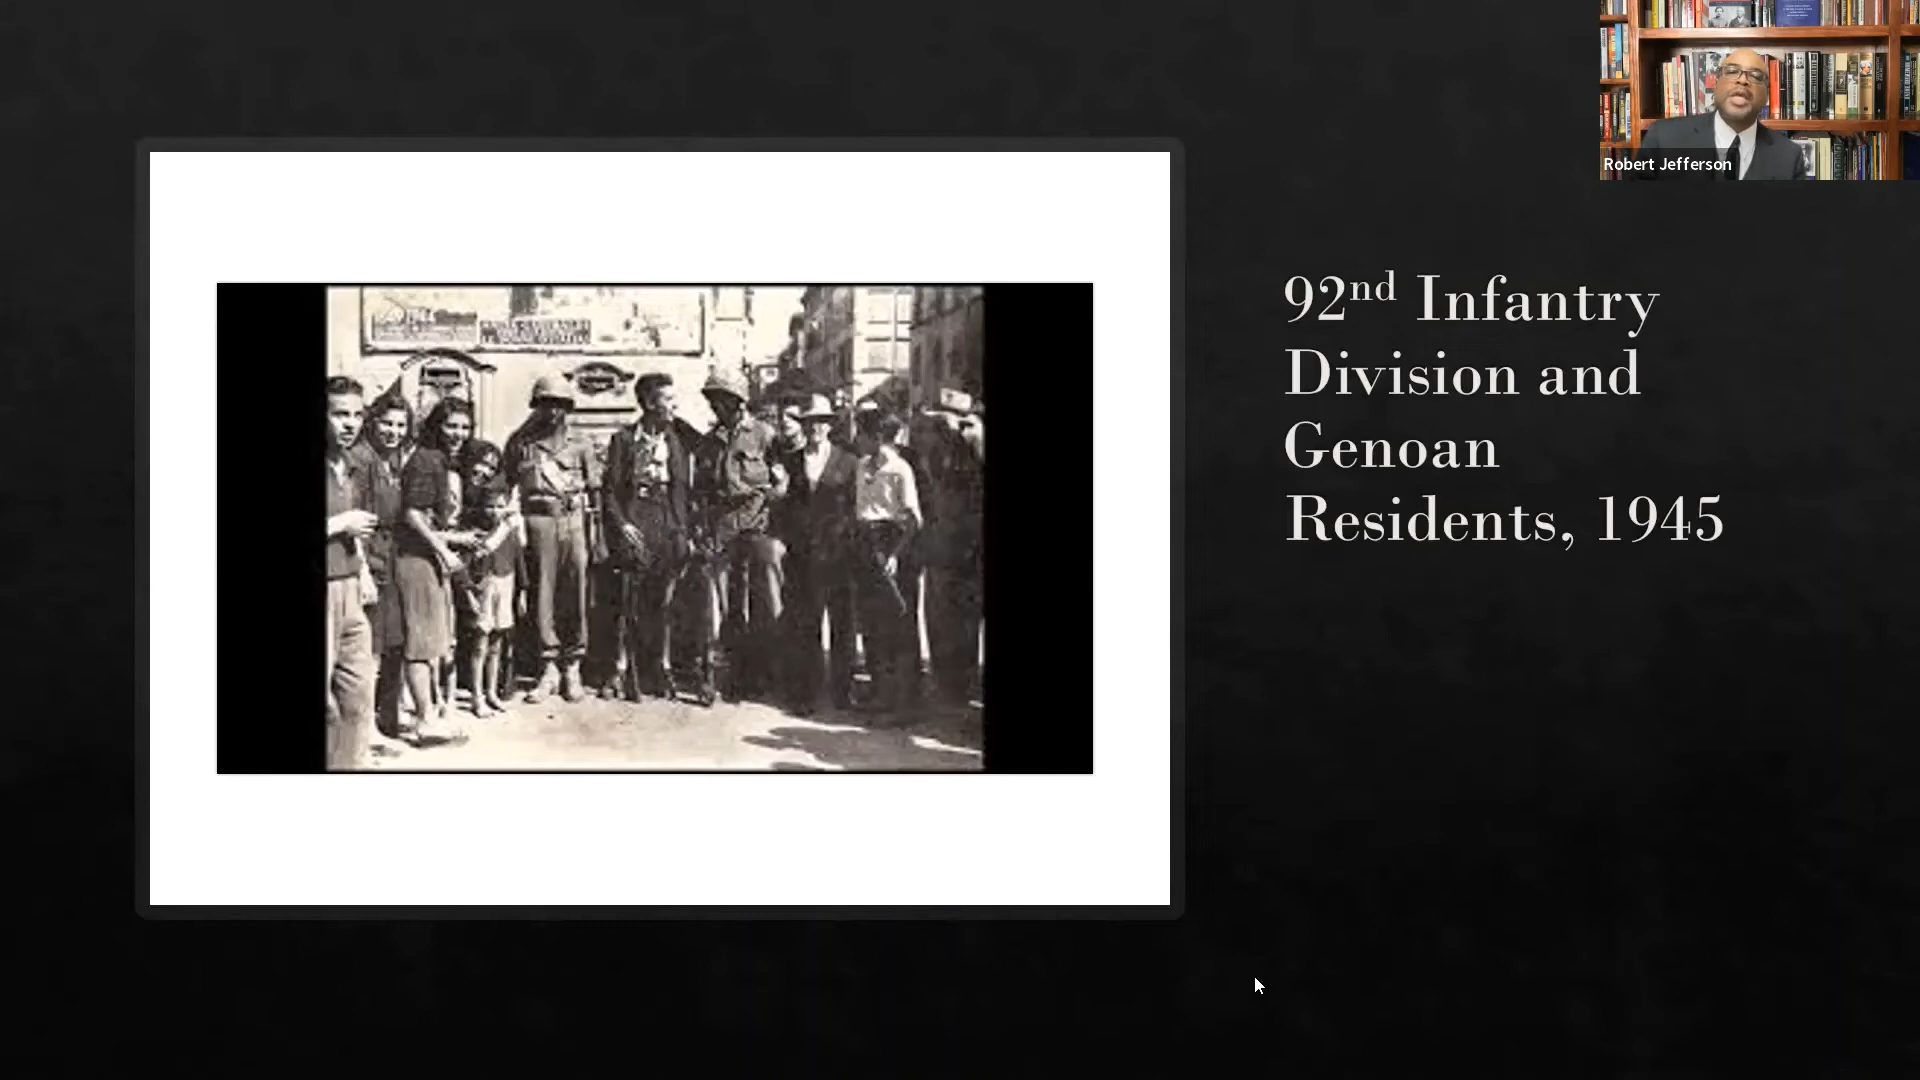 Robert Jefferson
92nd Infantry
Division and
Genoan
Residents, 1945